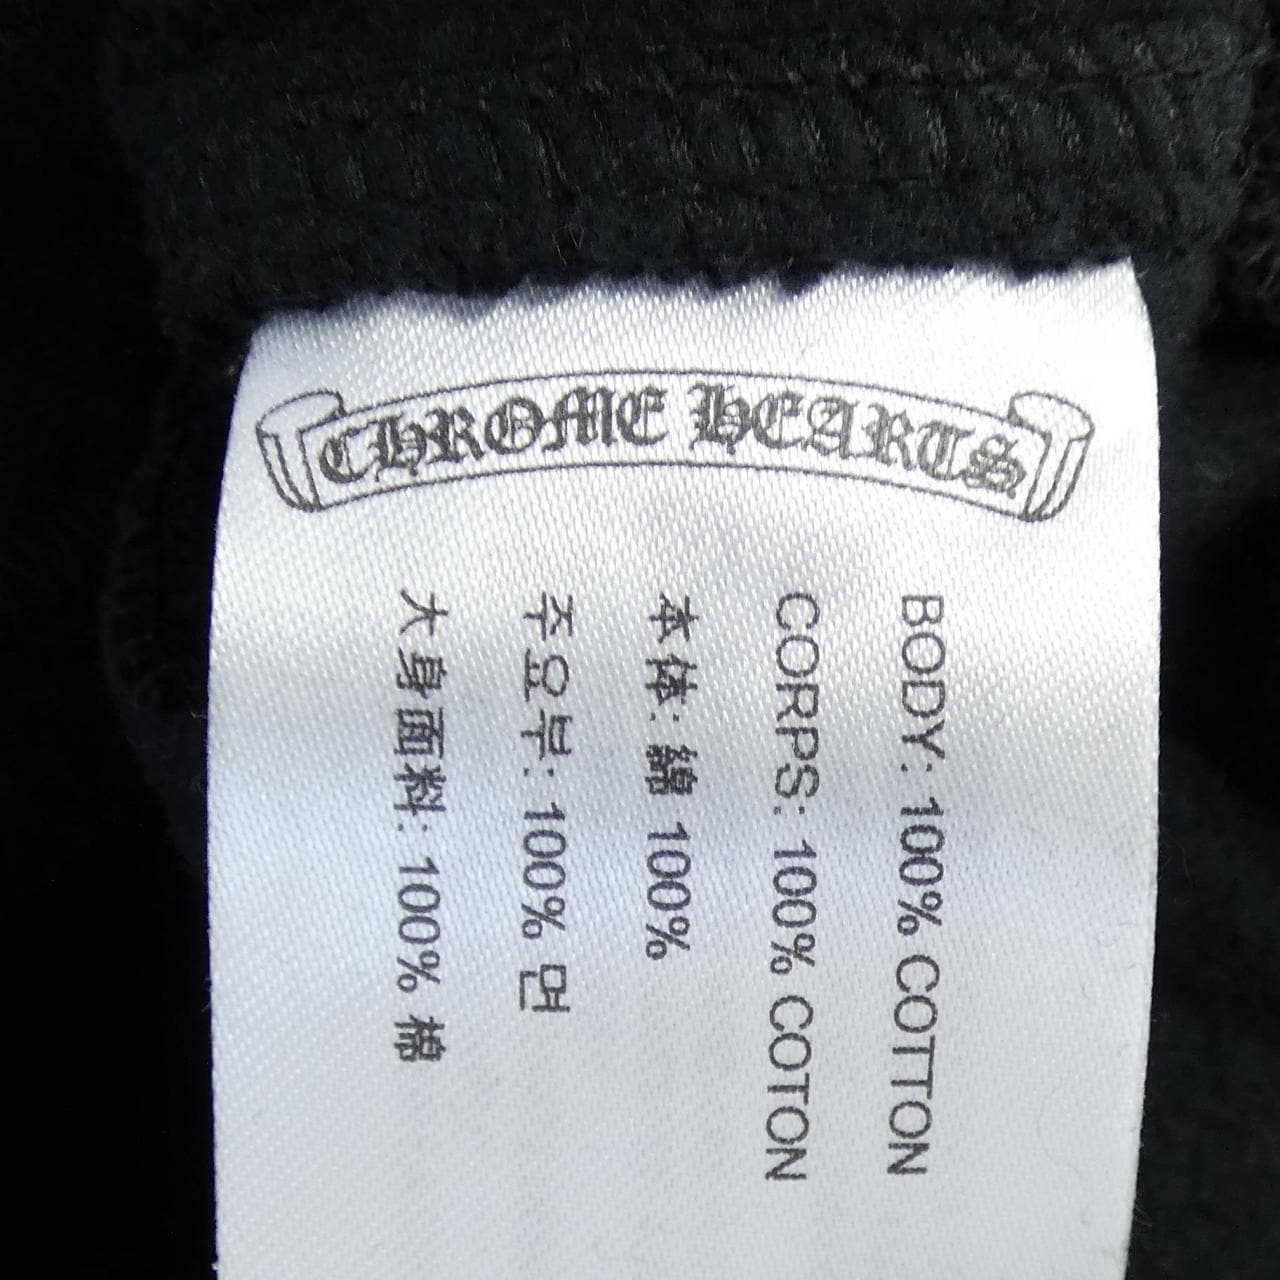 CHROME HEARTS
BODY: 100% COTTON
CORPS: 100% COTON
本体: 綿 100%
주요부: 100% 면
大身面料: 100% 棉